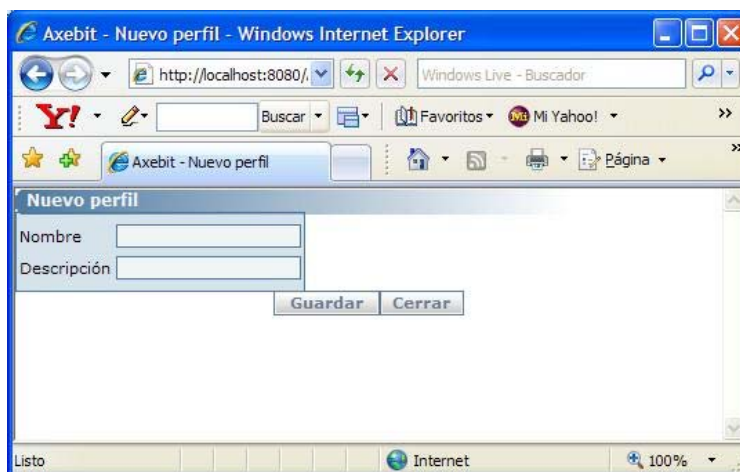 Axebit - Nuevo perfil - Windows Internet Explorer
http://localhost:8080/. Windows Live - Buscador
Y! Buscar Favoritos Mi Yahoo! »
Axebit - Nuevo perfil Página »
Nuevo perfil
Nombre
Descripción
Guardar Cerrar
Listo Internet 100%